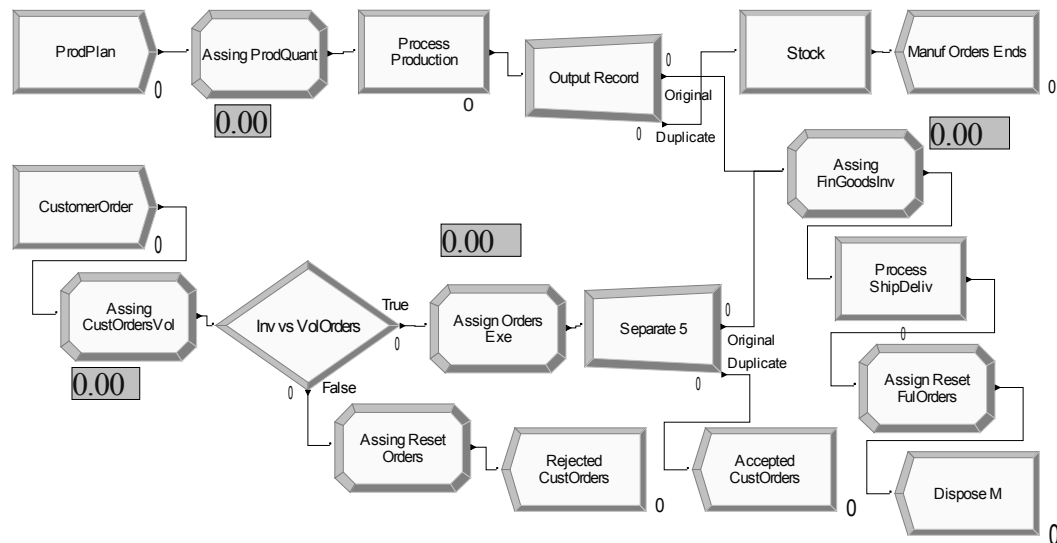 ProdPlan
0
Assing ProdQuant
0.00
Process
Production
0
Output Record
0
Original
0
Duplicate
Stock
Manuf Orders Ends
0
0.00
Assing
FinGoodsInv
CustomerOrder
0
Assing
CustOrdersVol
0.00
Inv vs VolOrders
True
0
0
False
0.00
Assign Orders
Exe
Separate 5
0
Original
Duplicate
0
Process
ShipDeliv
0
Assign Reset
FulOrders
Assing Reset
Orders
Rejected
CustOrders
0
Accepted
CustOrders
0
Dispose M
0